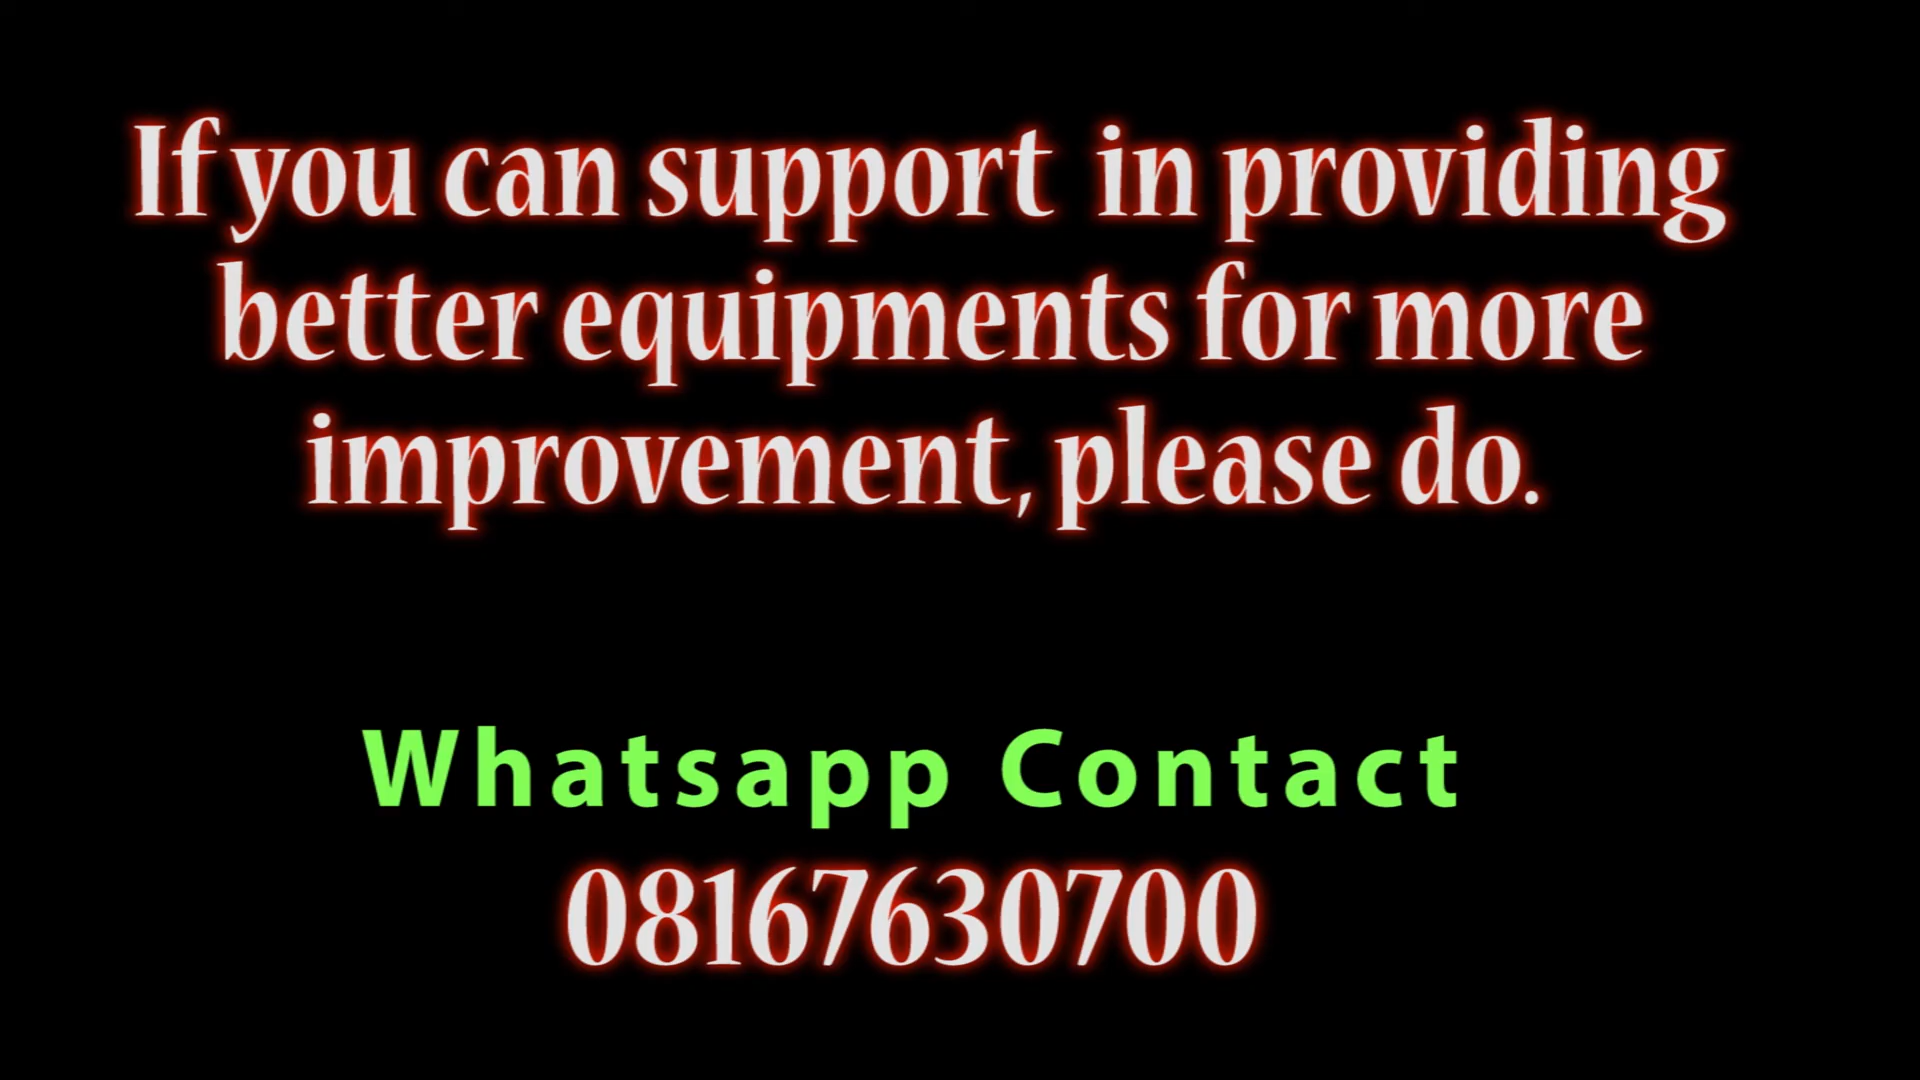 If you can support in providing
better equipments for more
improvement, please do.
Whatsapp Contact
08167630700